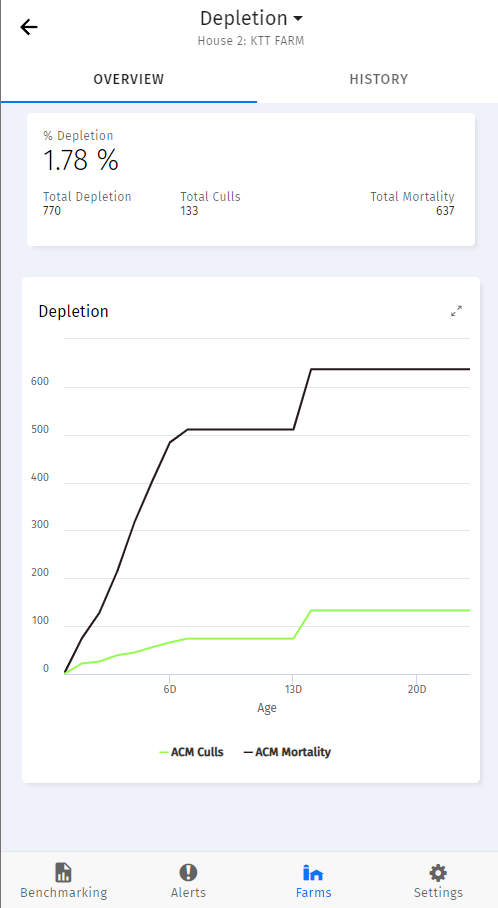 Depletion
House 2: KTT FARM
OVERVIEW HISTORY
% Depletion
1.78 %
Total Depletion Total Culls Total Mortality
770 133 637
Depletion
600
500
400
300
200
100
0
6D 13D 20D
Age
ACM Culls ACM Mortality
Benchmarking Alerts Farms Settings